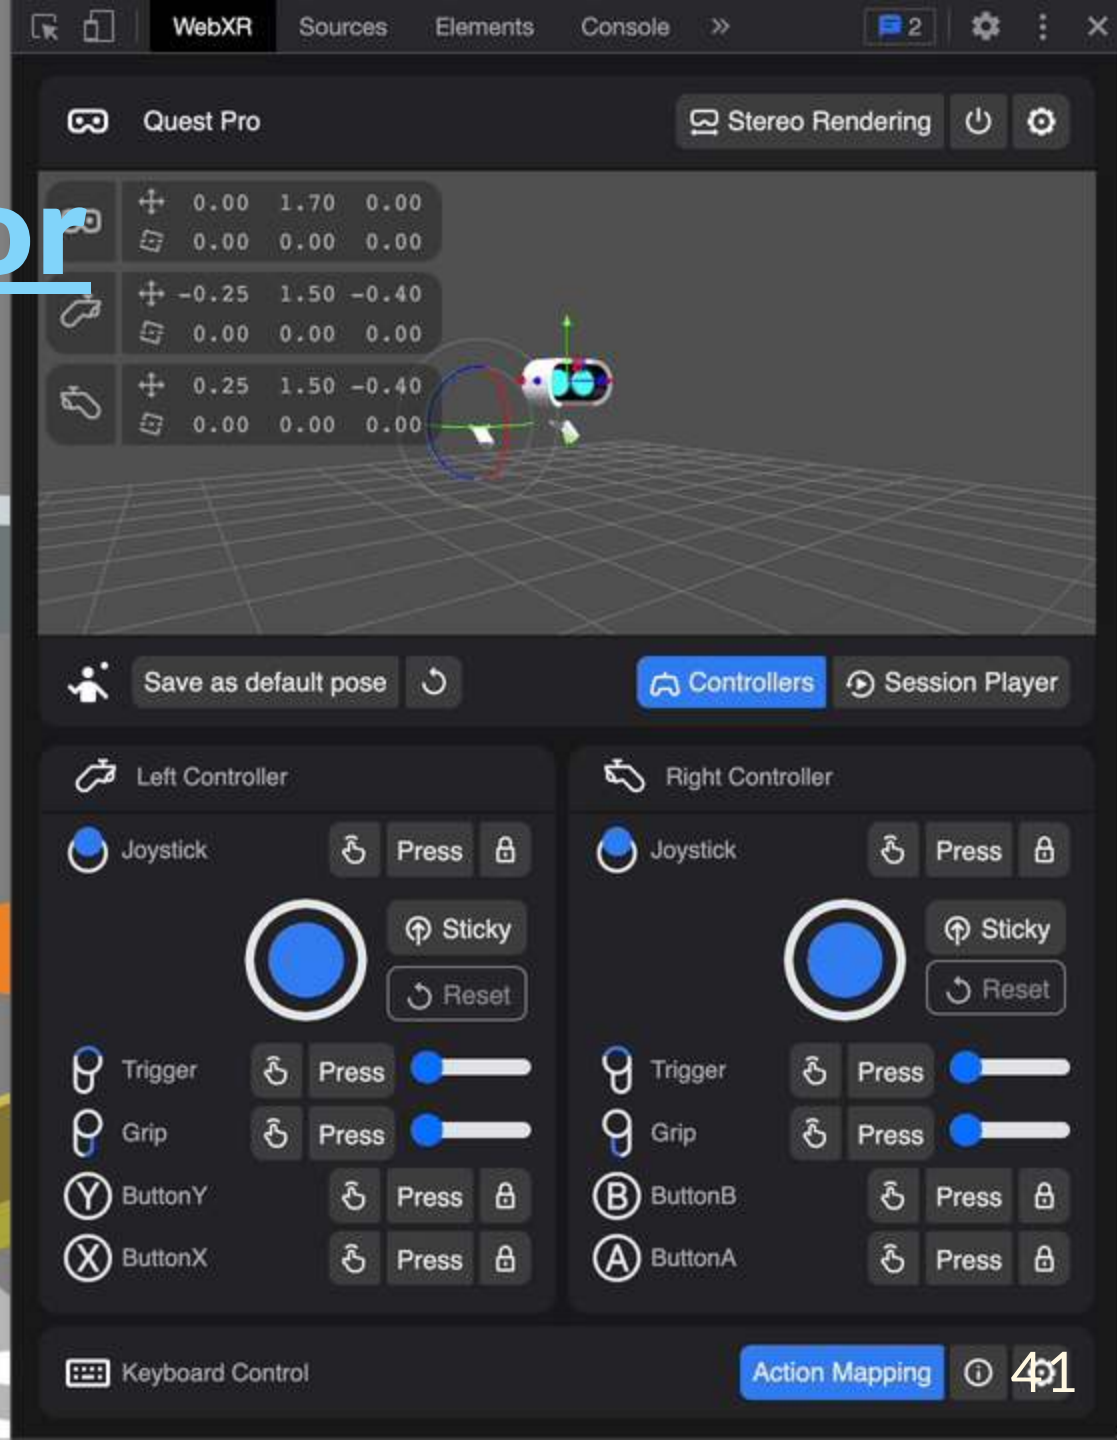 WebXR Sources Elements Console 2
Quest Pro Stereo Rendering
0.00 1.70 0.00
0.00 0.00 0.00
or
-0.25 1.50 -0.40
0.00 0.00 0.00
0.25 1.50 -0.40
0.00 0.00 0.00
Save as default pose Controllers Session Player
Left Controller
Joystick Press
Sticky
Reset
Trigger Press
Grip Press
Y ButtonY Press
X ButtonX Press
Right Controller
Joystick Press
Sticky
Reset
Trigger Press
Grip Press
B ButtonB Press
A ButtonA Press
Keyboard Control Action Mapping 41